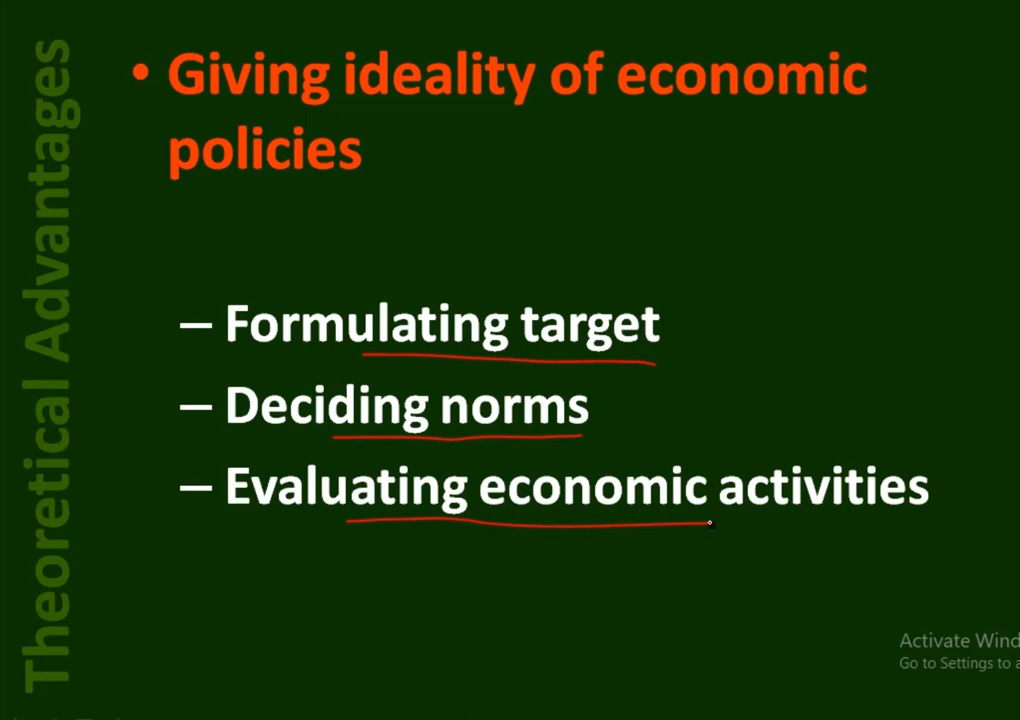 Theoretical Advantages
• Giving ideality of economic
policies
– Formulating target
– Deciding norms
– Evaluating economic activities
Activate Wind
Go to Settings to a